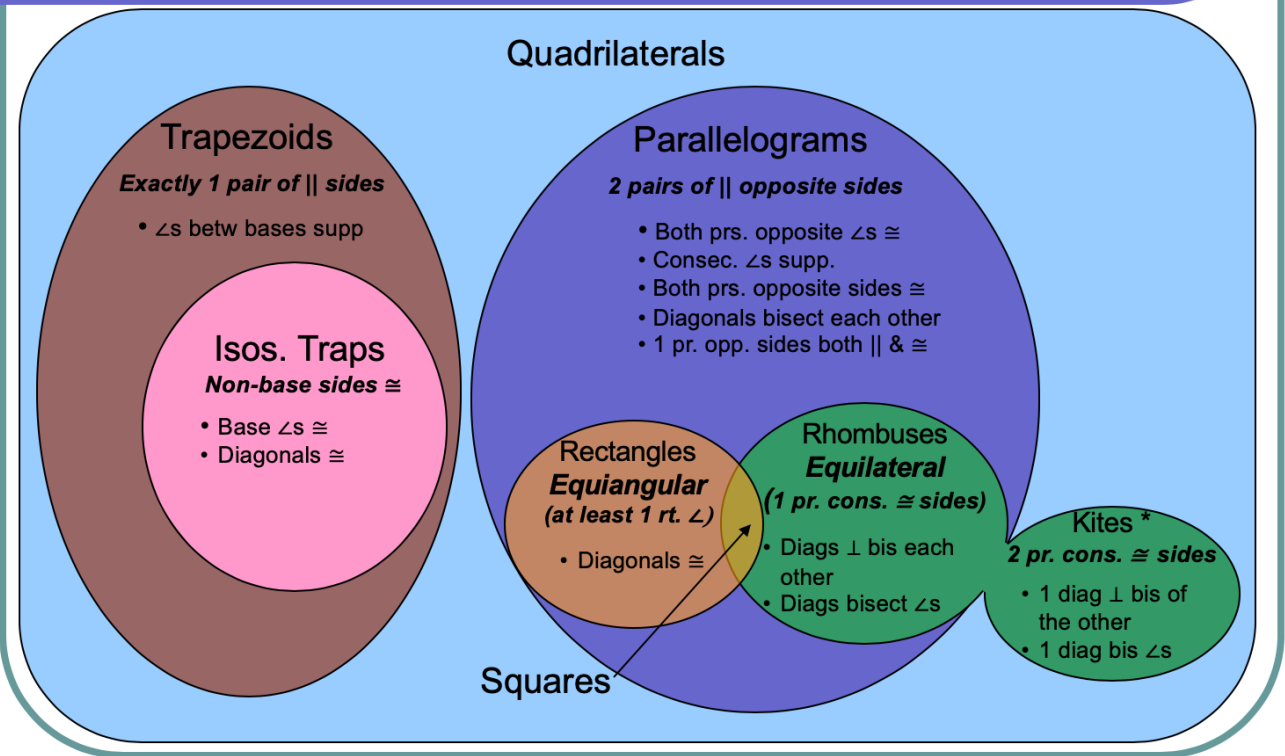 Quadrilaterals
Trapezoids
Exactly 1 pair of || sides
• ∠s betw bases supp
Isos. Traps
Non-base sides ≅
• Base ∠s ≅
• Diagonals ≅
Parallelograms
2 pairs of || opposite sides
• Both prs. opposite ∠s ≅
• Consec. ∠s supp.
• Both prs. opposite sides ≅
• Diagonals bisect each other
• 1 pr. opp. sides both || & ≅
Rectangles
Equiangular
(at least 1 rt. ∠)
• Diagonals ≅
Rhombuses
Equilateral
(1 pr. cons. ≅ sides)
• Diags ⊥ bis each
other
• Diags bisect ∠s
Kites *
2 pr. cons. ≅ sides
• 1 diag ⊥ bis of
the other
• 1 diag bis ∠s
Squares